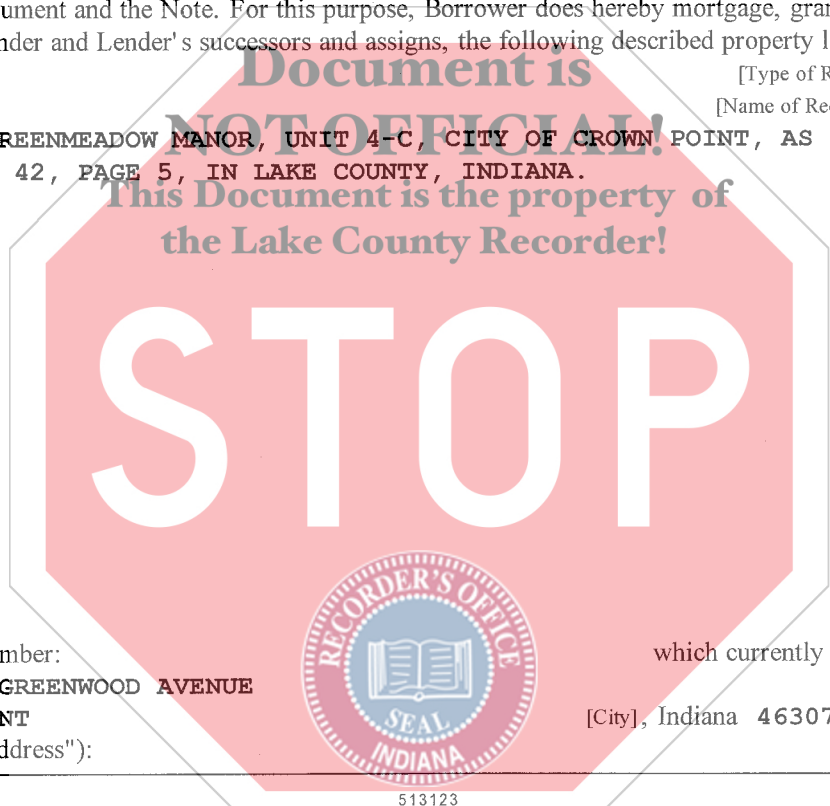 ument and the Note. For this purpose, Borrower does hereby mortgage, gran
nder and Lender's successors and assigns, the following described property l
Document is
[Type of R
[Name of Rec
NOT OFFICIAL!
REENMEADOW MANOR, UNIT 4-C, CITY OF CROWN POINT, AS
42, PAGE 5, IN LAKE COUNTY, INDIANA.
This Document is the property of
the Lake County Recorder!
STOP
RECORDER'S OFFICE
SEAL
INDIANA
mber:
which currently
GREENWOOD AVENUE
NT
[City], Indiana 46307
ddress"):
513123